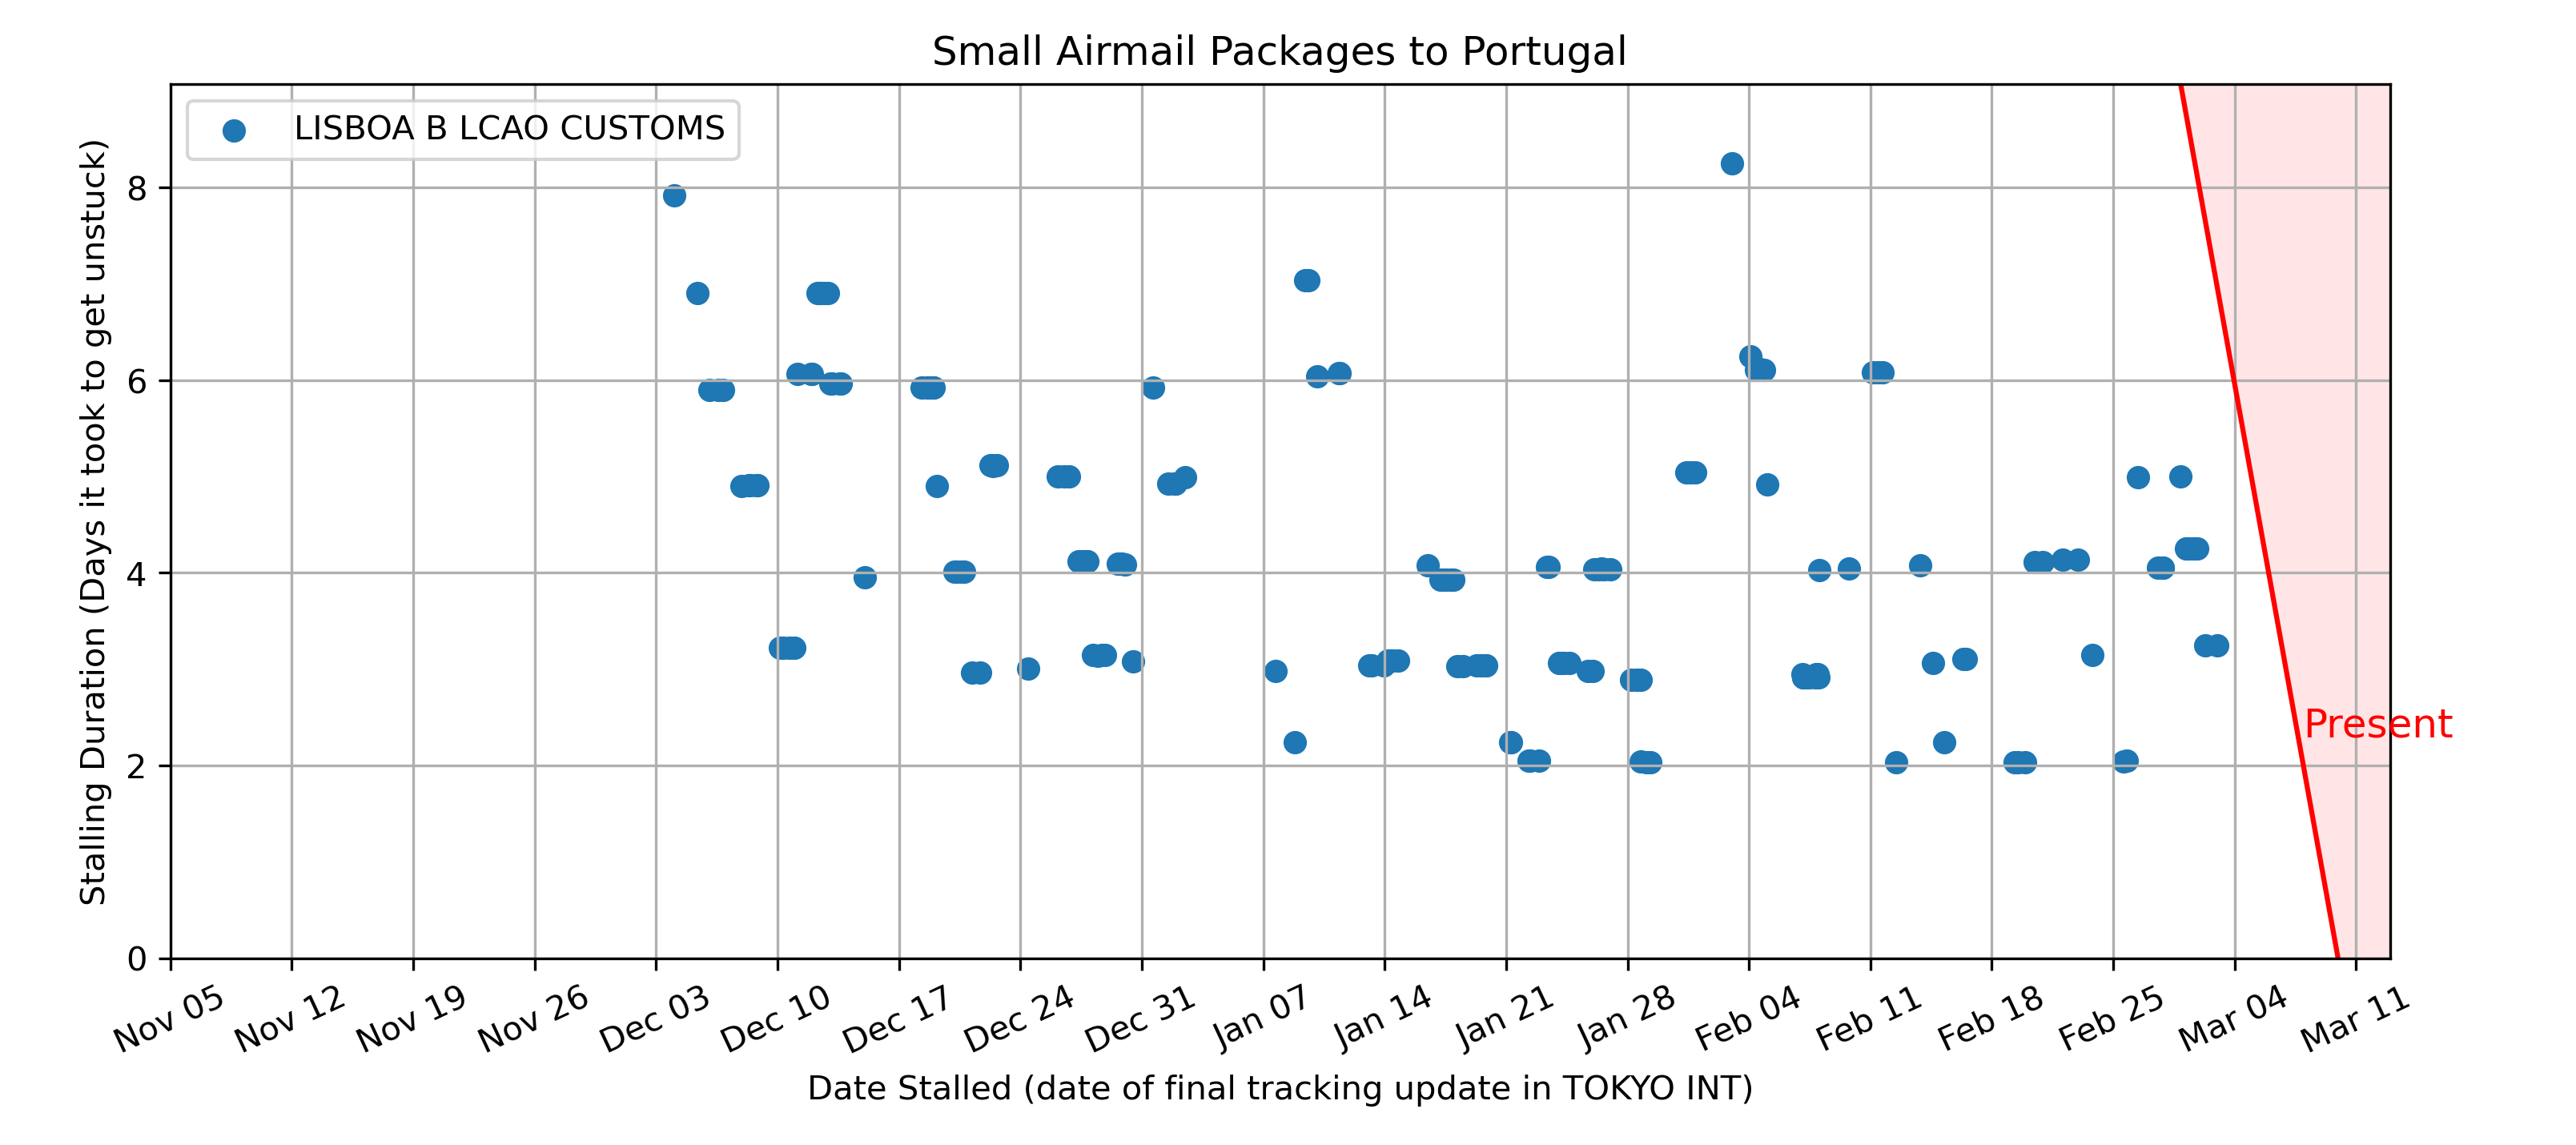 Small Airmail Packages to Portugal
LISBOA B LCAO CUSTOMS
Stalling Duration (Days it took to get unstuck)
8
6
4
2
0
Present
Nov 05
Nov 12
Nov 19
Nov 26
Dec 03
Dec 10
Dec 17
Dec 24
Dec 31
Jan 07
Jan 14
Jan 21
Jan 28
Feb 04
Feb 11
Feb 18
Feb 25
Mar 04
Mar 11
Date Stalled (date of final tracking update in TOKYO INT)